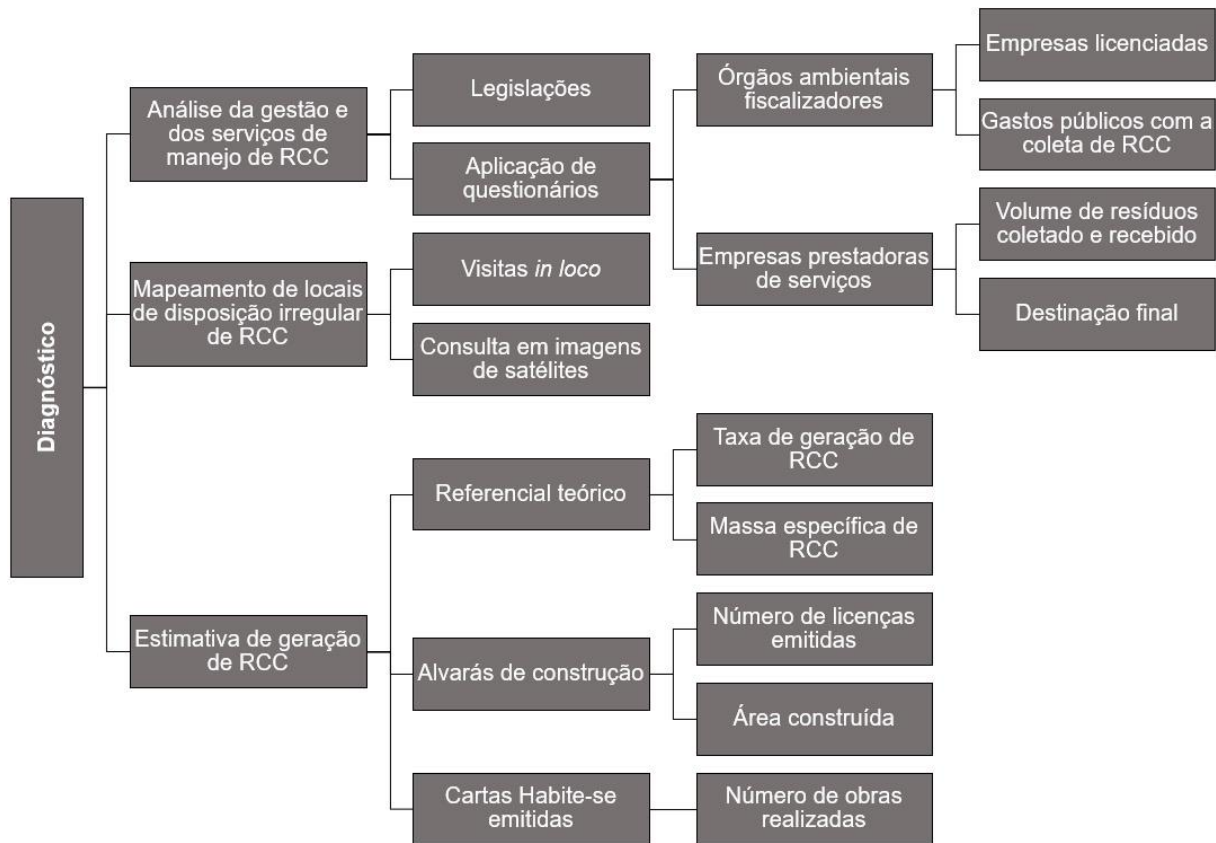 Diagnóstico
Análise da gestão e
dos serviços de
manejo de RCC
Legislações
Aplicação de
questionários
Órgãos ambientais
fiscalizadores
Empresas licenciadas
Gastos públicos com a
coleta de RCC
Empresas prestadoras
de serviços
Volume de resíduos
coletado e recebido
Destinação final
Mapeamento de locais
de disposição irregular
de RCC
Visitas in loco
Consulta em imagens
de satélites
Estimativa de geração
de RCC
Referencial teórico
Taxa de geração de
RCC
Massa específica de
RCC
Alvarás de construção
Número de licenças
emitidas
Área construída
Cartas Habite-se
emitidas
Número de obras
realizadas